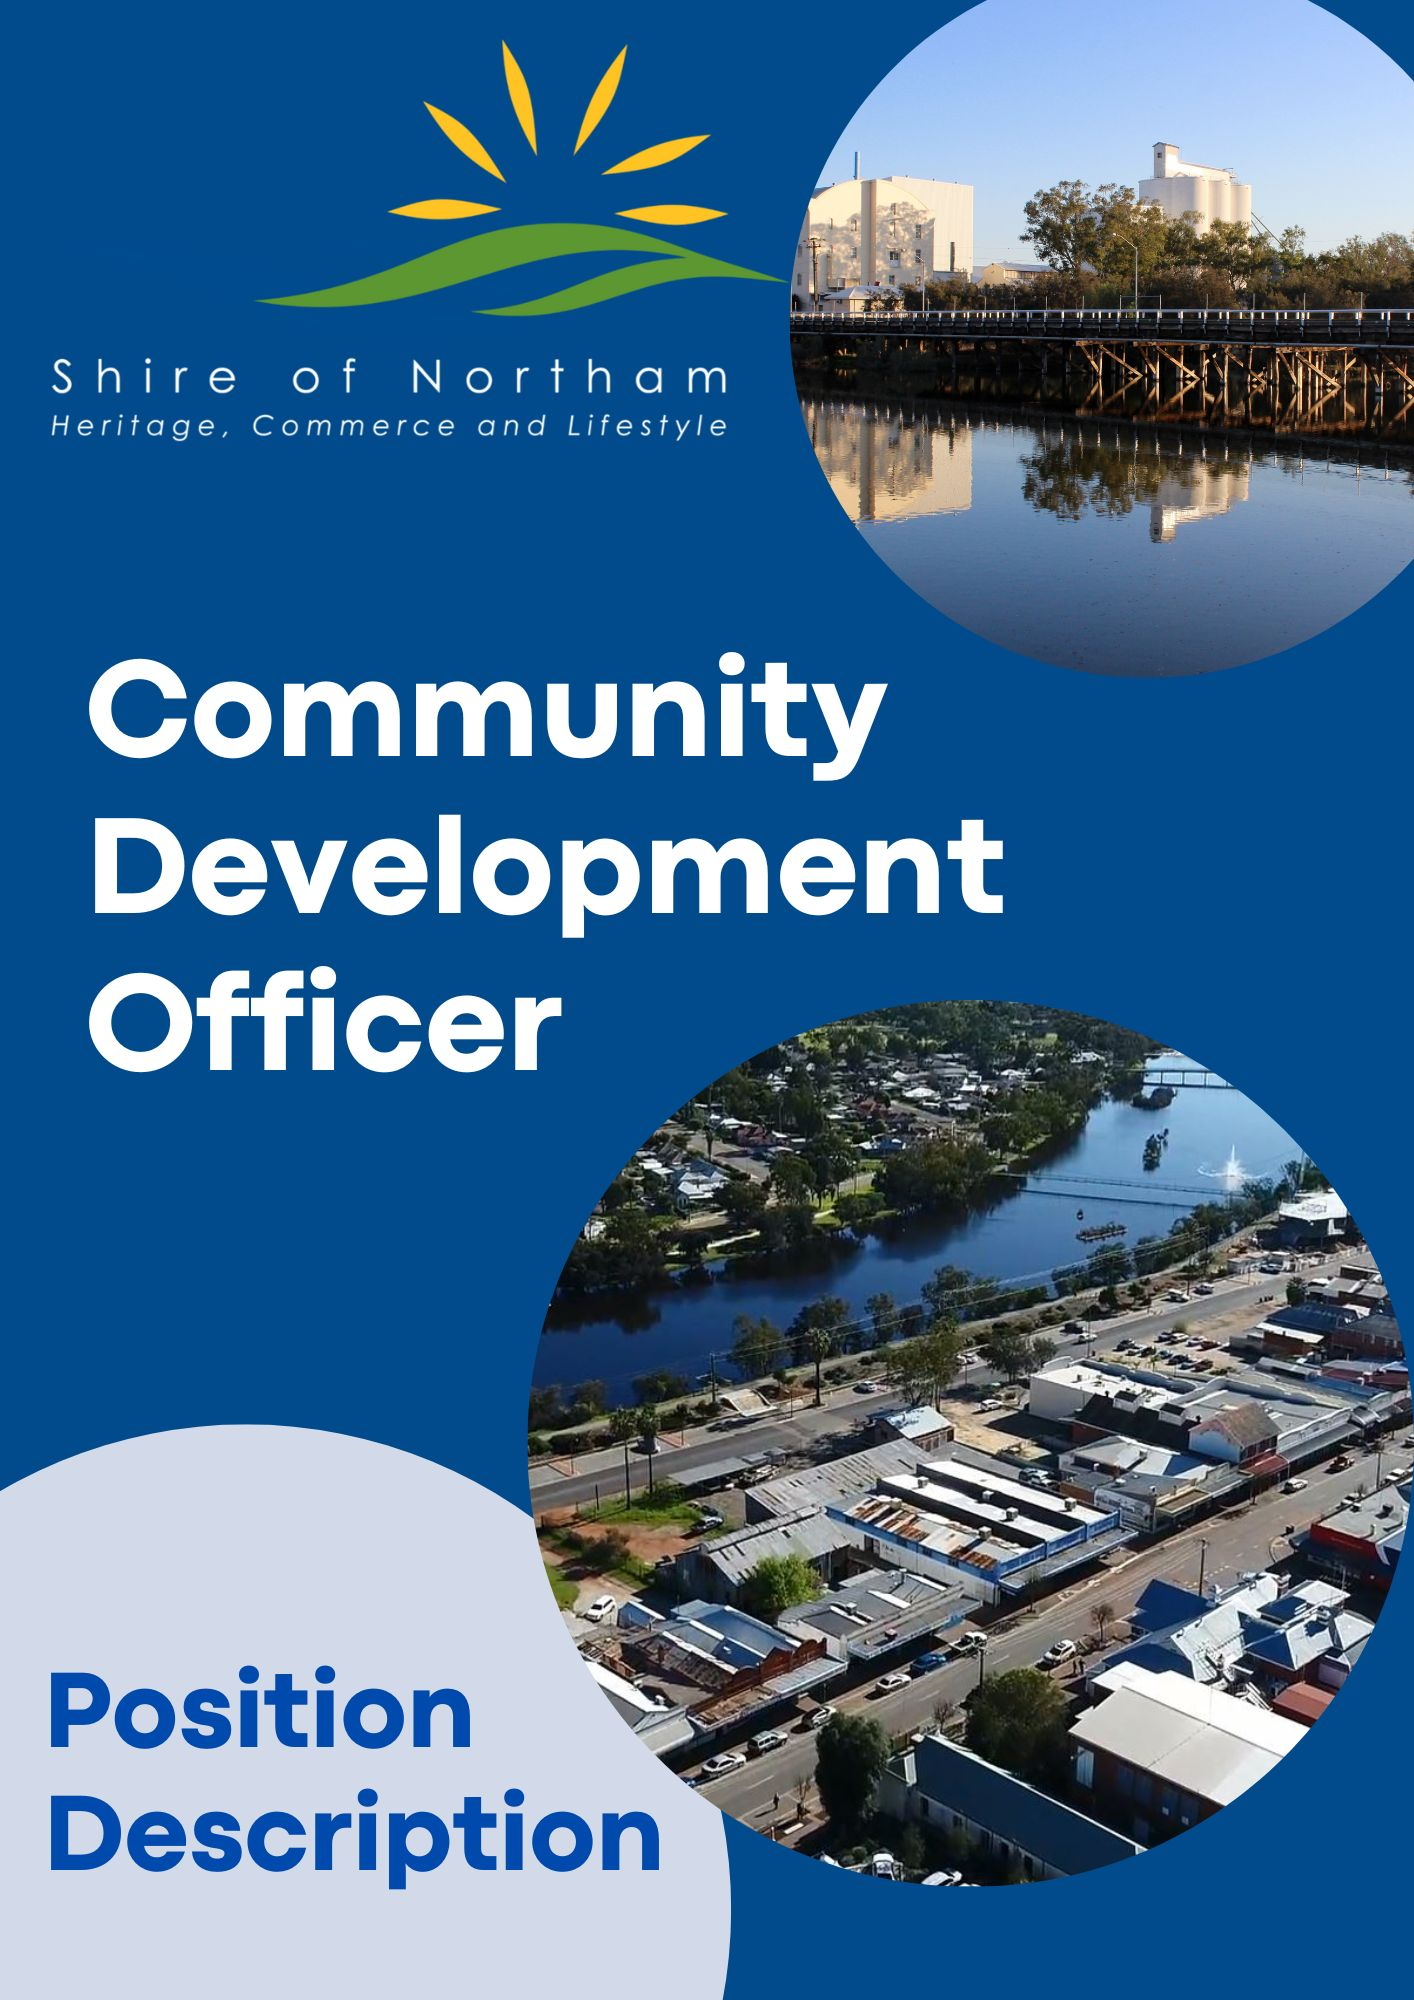 Shire of Northam
Heritage, Commerce and Lifestyle
Community
Development
Officer
Position
Description